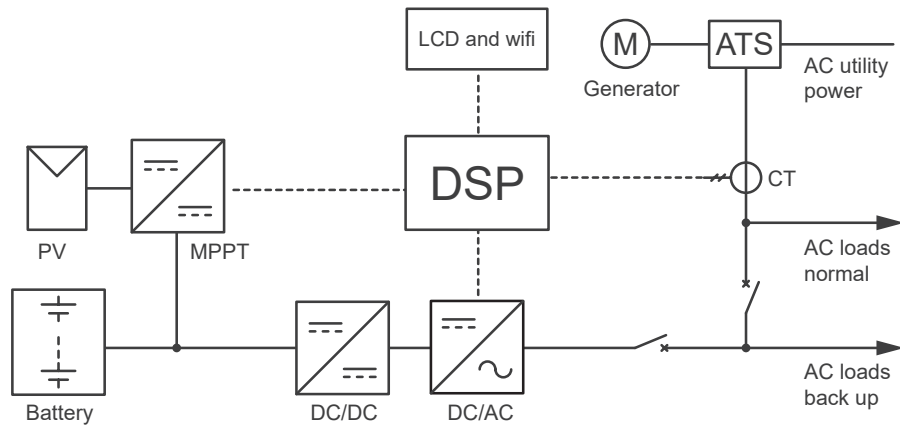 LCD and wifi
M
ATS
Generator
AC utility
power
DSP
CT
PV
MPPT
AC loads
normal
Battery
DC/DC
DC/AC
AC loads
back up